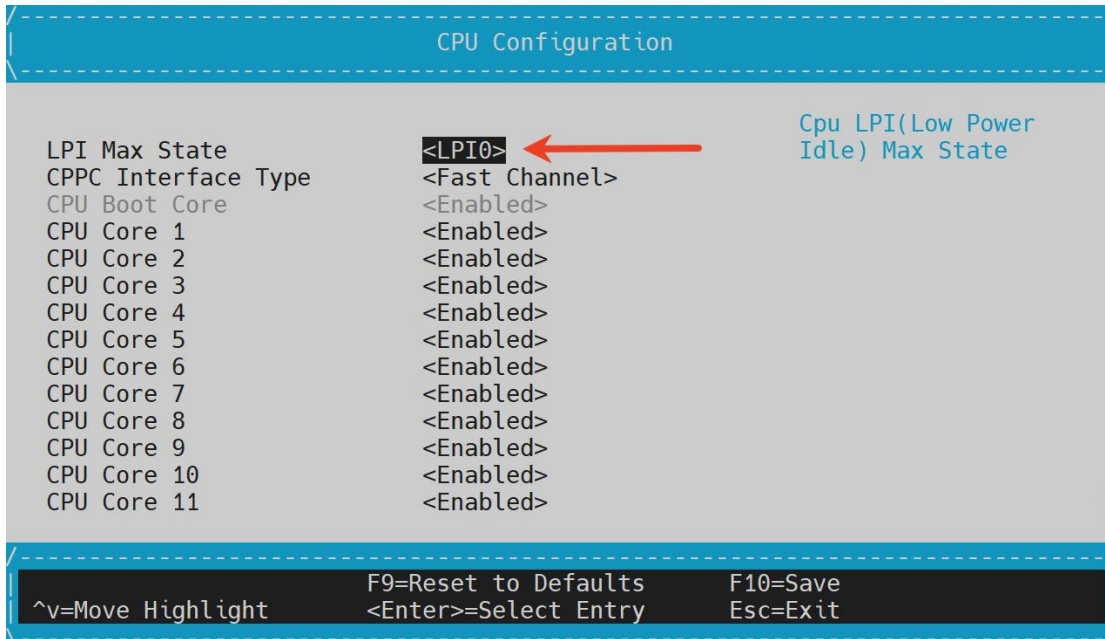 CPU Configuration
Cpu LPI(Low Power
LPI Max State <LPI0> Idle) Max State
CPPC Interface Type <Fast Channel>
CPU Boot Core <Enabled>
CPU Core 1 <Enabled>
CPU Core 2 <Enabled>
CPU Core 3 <Enabled>
CPU Core 4 <Enabled>
CPU Core 5 <Enabled>
CPU Core 6 <Enabled>
CPU Core 7 <Enabled>
CPU Core 8 <Enabled>
CPU Core 9 <Enabled>
CPU Core 10 <Enabled>
CPU Core 11 <Enabled>
F9=Reset to Defaults F10=Save
^v=Move Highlight <Enter>=Select Entry Esc=Exit